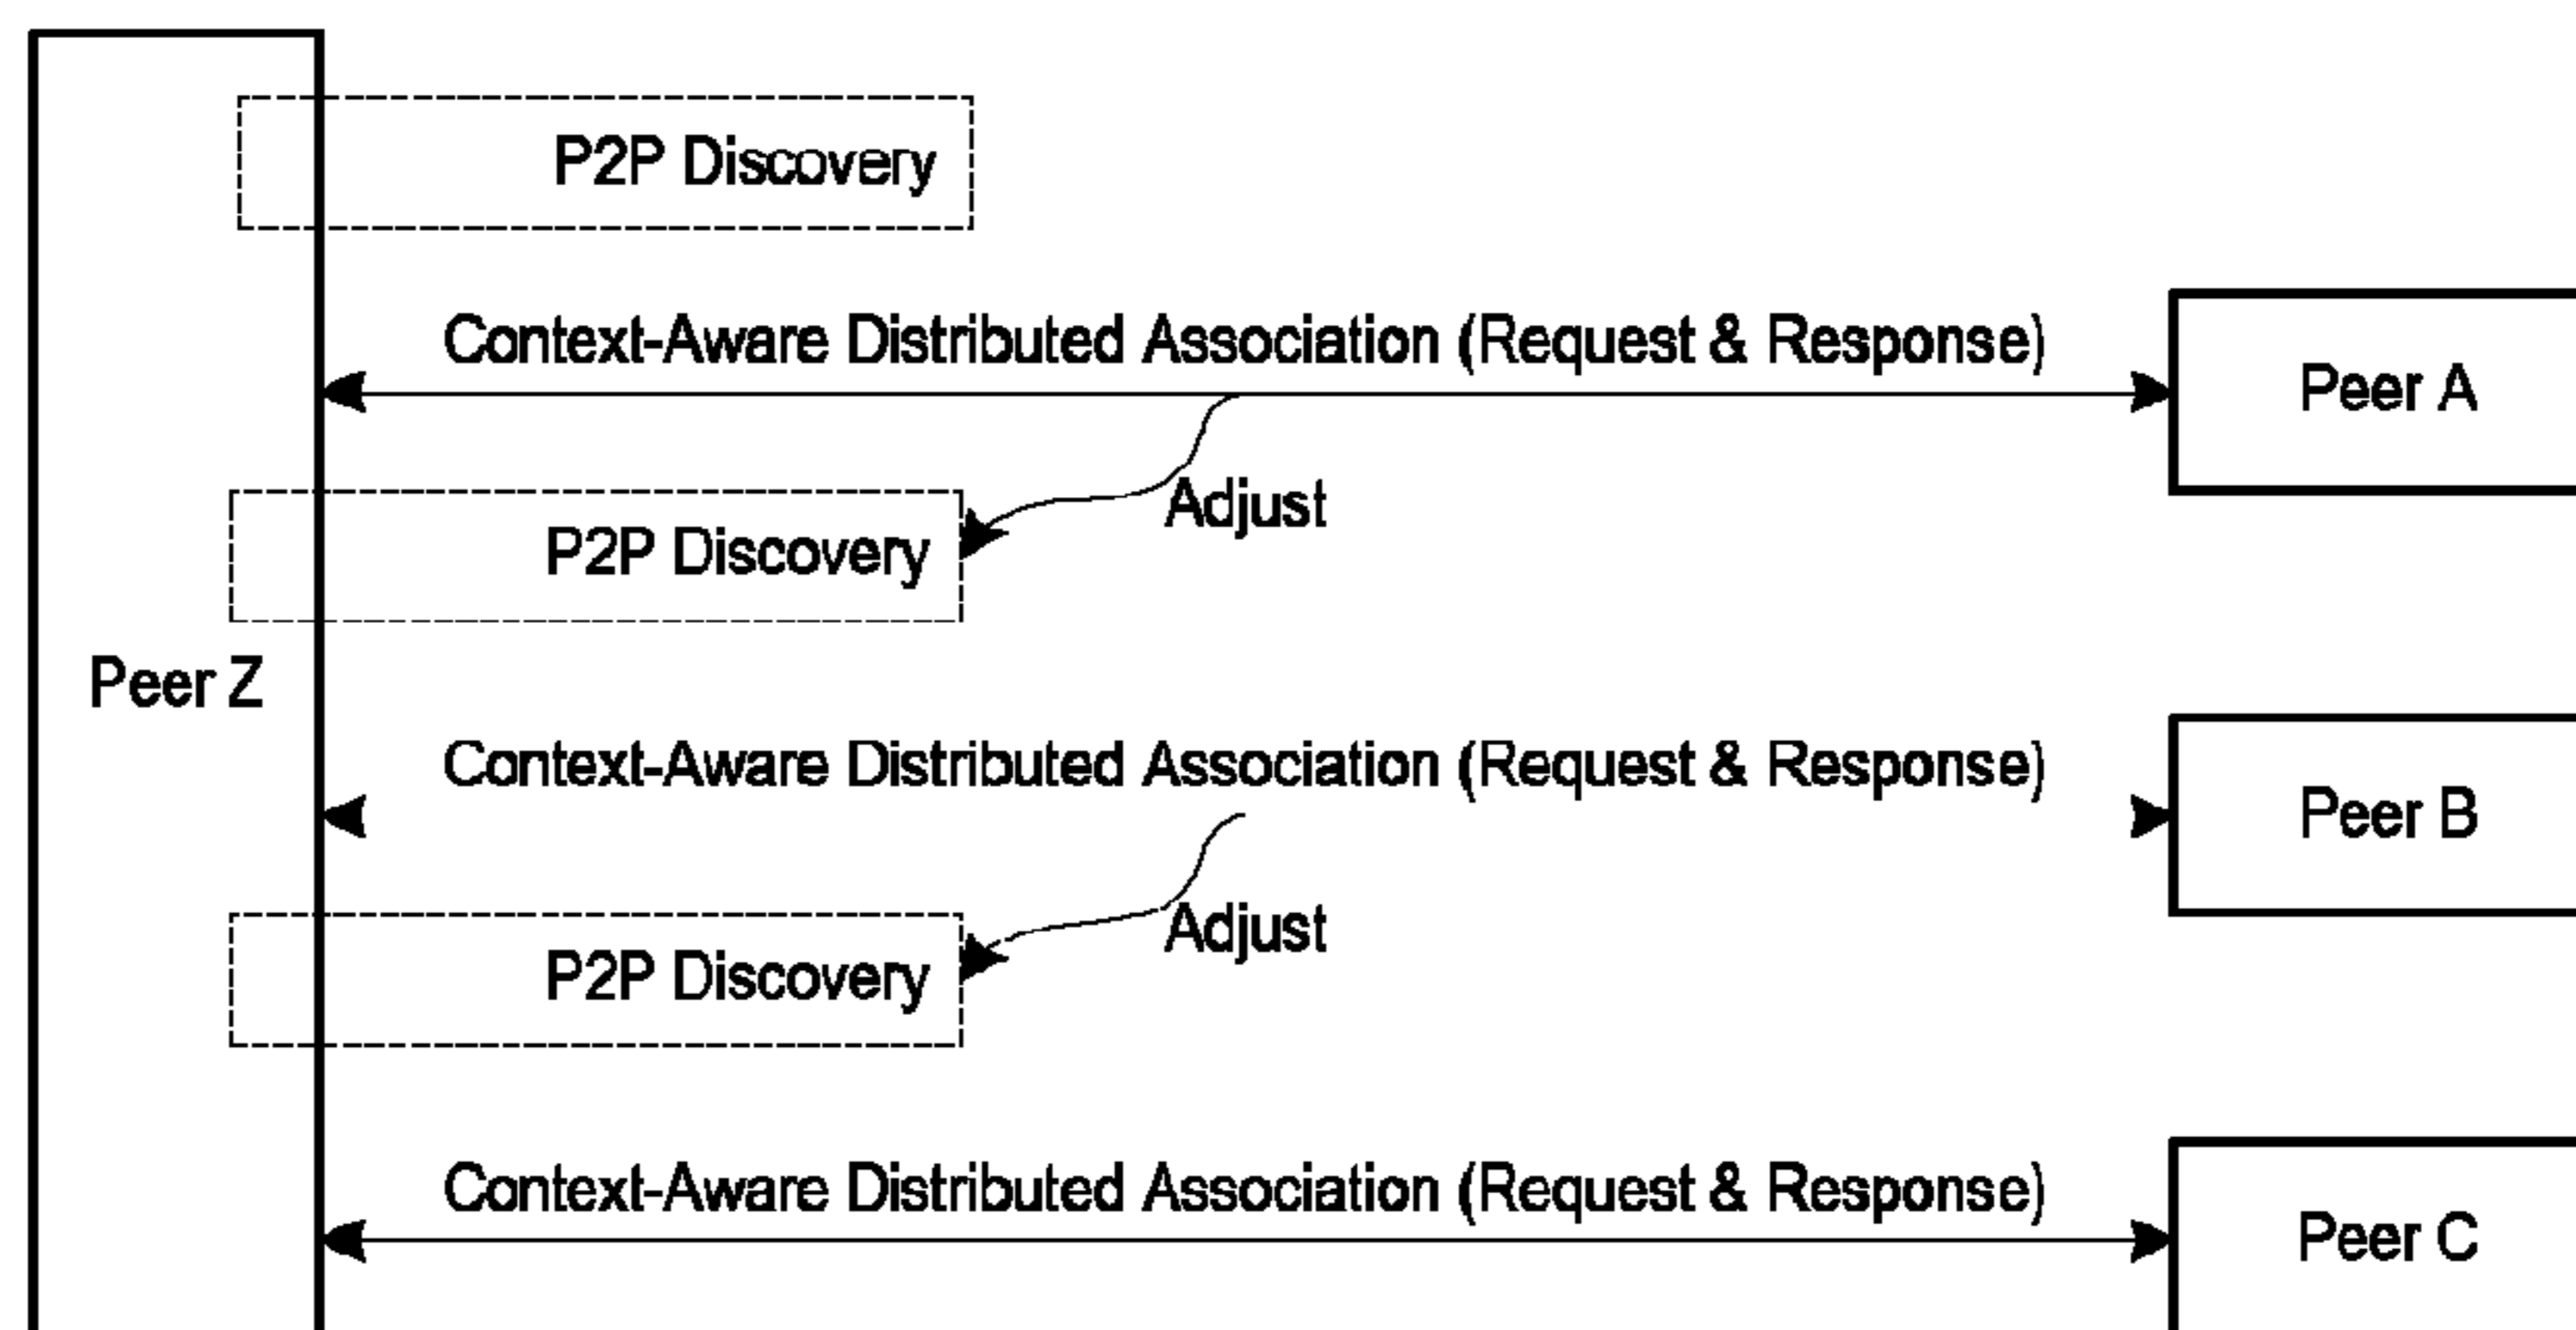 P2P Discovery
Context-Aware Distributed Association (Request & Response)
Peer A
Adjust
P2P Discovery
Peer Z
Context-Aware Distributed Association (Request & Response)
Peer B
Adjust
P2P Discovery
Context-Aware Distributed Association (Request & Response)
Peer C